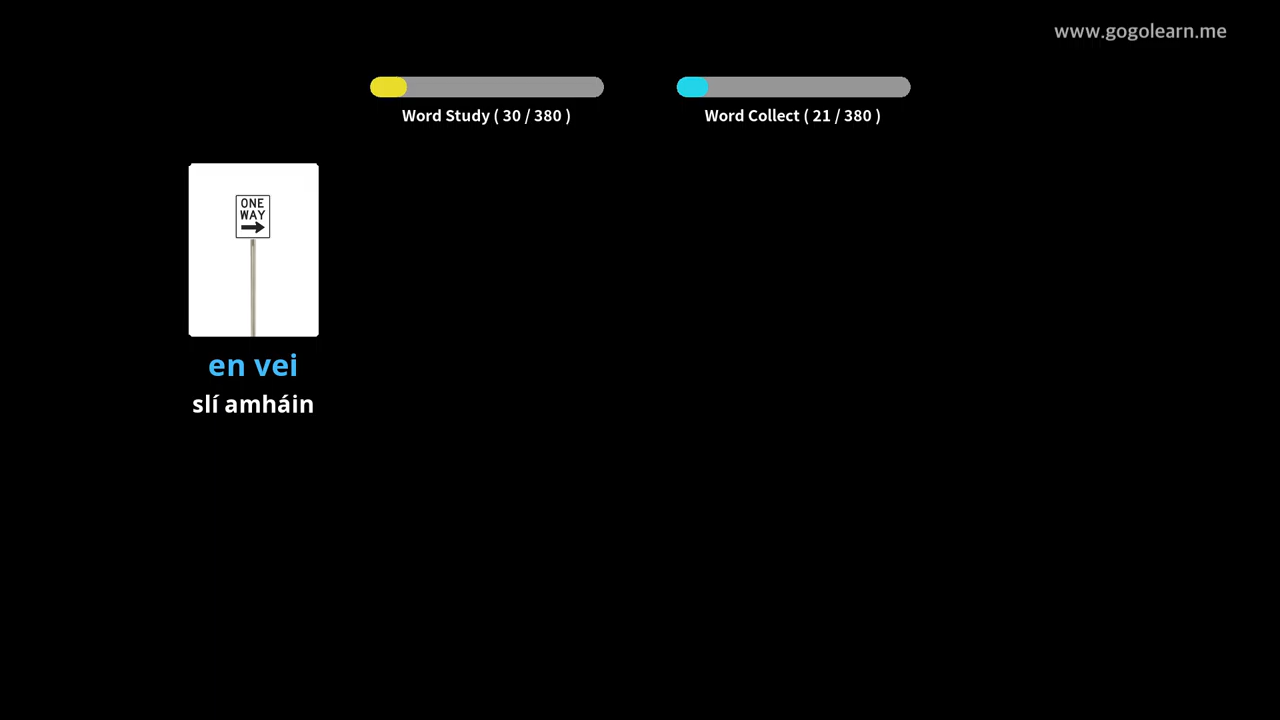 www.gogolearn.me
Word Study ( 30 / 380 )
Word Collect ( 21 / 380 )
ONE
WAY
en vei
slí amháin